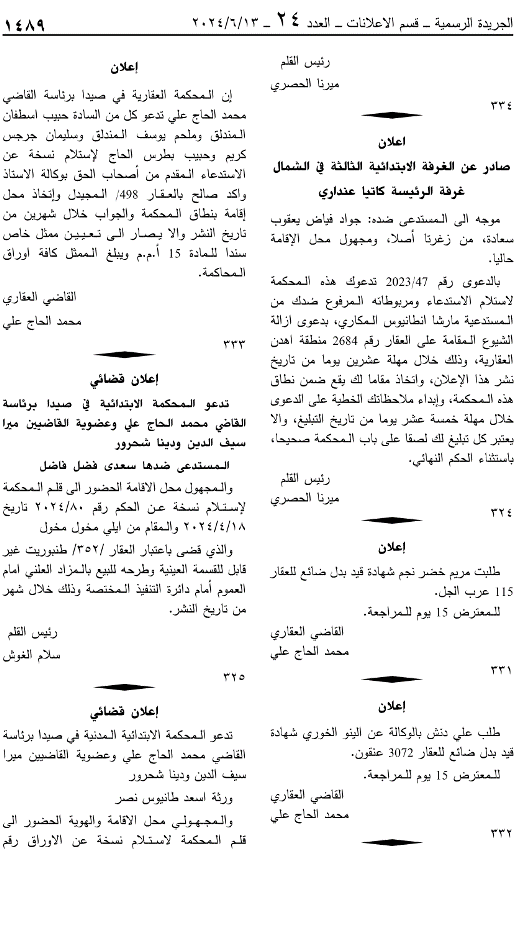 الجريدة الرسمية – قسم الاعلانات – العدد ٢٤ – ٢٠٢٤/٦/١٣
١٤٨٩
رئيس القلم
ميرنا الحصري
٣٣٤
اعلان
صادر عن الغرفة الابتدائية الثالثة في الشمال
غرفة الرئيسة كاتيا عنداري
موجه الى المستدعى ضده: جواد فياض يعقوب
سعادة، من زغرتا أصلا، ومجهول محل الإقامة
حاليا.
بالدعوى رقم 2023/47 تدعوك هذه المحكمة
لاستلام الاستدعاء ومربوطاته المرفوع ضدك من
المستدعية مارشا انطانيوس المكاري، بدعوى ازالة
الشيوع المقامة على العقار رقم 2684 منطقة اهدن
العقارية، وذلك خلال مهلة عشرين يوما من تاريخ
نشر هذا الإعلان، واتخاذ مقاما لك يقع ضمن نطاق
هذه المحكمة، وإبداء ملاحظاتك الخطية على الدعوى
خلال مهلة خمسة عشر يوما من تاريخ التبليغ، والا
يعتبر كل تبليغ لك لصقا على باب المحكمة صحيحا،
باستثناء الحكم النهائي.
رئيس القلم
ميرنا الحصري
٣٢٤
إعلان
طلبت مريم خضر نجم شهادة قيد بدل ضائع للعقار
115 عرب الجل.
للمعترض 15 يوم للمراجعة.
القاضي العقاري
محمد الحاج علي
٣٣١
إعلان
طلب علي دنش بالوكالة عن الينو الخوري شهادة
قيد بدل ضائع للعقار 3072 عنقون.
للمعترض 15 يوم للمراجعة.
القاضي العقاري
محمد الحاج علي
٣٣٢
إعلان
إن المحكمة العقارية في صيدا برئاسة القاضي
محمد الحاج علي تدعو كل من السادة حبيب اسطفان
المندلق وملحم يوسف المندلق وسليمان جرجس
كريم وحبيب بطرس الحاج لإستلام نسخة عن
الاستدعاء المقدم من أصحاب الحق بوكالة الاستاذ
واكد صالح بالعقار 498/ المجيدل وإتخاذ محل
إقامة بنطاق المحكمة والجواب خلال شهرين من
تاريخ النشر والا يصار الى تعيين ممثل خاص
سندا للمادة 15 أ.م.م ويبلغ الممثل كافة اوراق
المحاكمة.
القاضي العقاري
محمد الحاج علي
٣٣٣
إعلان قضائي
تدعو المحكمة الابتدائية في صيدا برئاسة
القاضي محمد الحاج علي وعضوية القاضيين ميرا
سيف الدين ودينا شحرور
المستدعى ضدها سعدى فضل فاضل
والمجهول محل الاقامة الحضور الى قلم المحكمة
لإستلام نسخة عن الحكم رقم ٢٠٢٤/٨٠ تاريخ
٢٠٢٤/٤/١٨ والمقام من ايلي مخول مخول
والذي قضى باعتبار العقار /٣٥٢/ طنبوريت غير
قابل للقسمة العينية وطرحه للبيع بالمزاد العلني امام
العموم أمام دائرة التنفيذ المختصة وذلك خلال شهر
من تاريخ النشر.
رئيس القلم
سلام الغوش
٣٢٥
إعلان قضائي
تدعو المحكمة الابتدائية المدنية في صيدا برئاسة
القاضي محمد الحاج علي وعضوية القاضيين ميرا
سيف الدين ودينا شحرور
ورثة اسعد طانيوس نصر
والمجهولي محل الاقامة والهوية الحضور الى
قلم المحكمة لاستلام نسخة عن الاوراق رقم